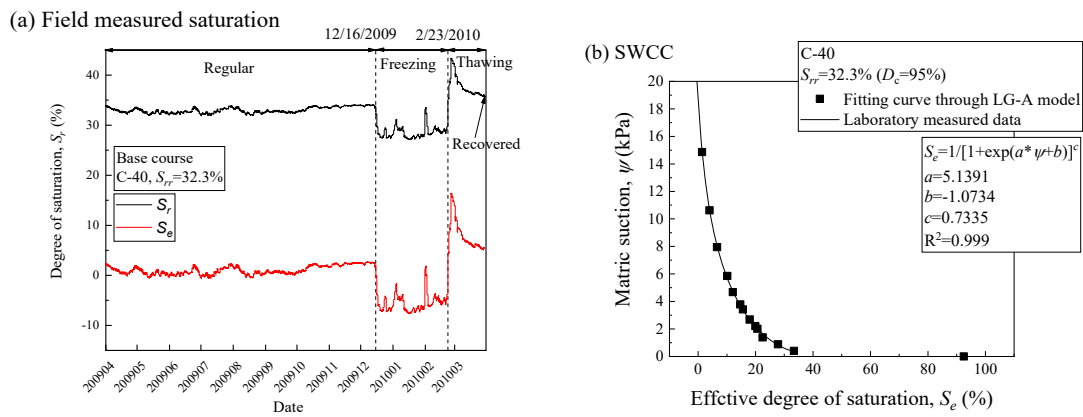 (a) Field measured saturation
12/16/2009
2/23/2010
Regular
Freezing
Thawing
Recovered
Base course
C-40, Srr=32.3%
Sr
Se
Degree of saturation, Sr (%)
40
30
20
10
0
-10
200904
200905
200906
200907
200908
200909
200910
200911
200912
201001
201002
201003
Date
(b) SWCC
C-40
Srr=32.3% (Dc=95%)
Fitting curve through LG-A model
Laboratory measured data
Se=1/[1+exp(a*ψ+b)]^c
a=5.1391
b=-1.0734
c=0.7335
R²=0.999
Matric suction, ψ (kPa)
20
18
16
14
12
10
8
6
4
2
0
0
20
40
60
80
100
Effctive degree of saturation, Se (%)